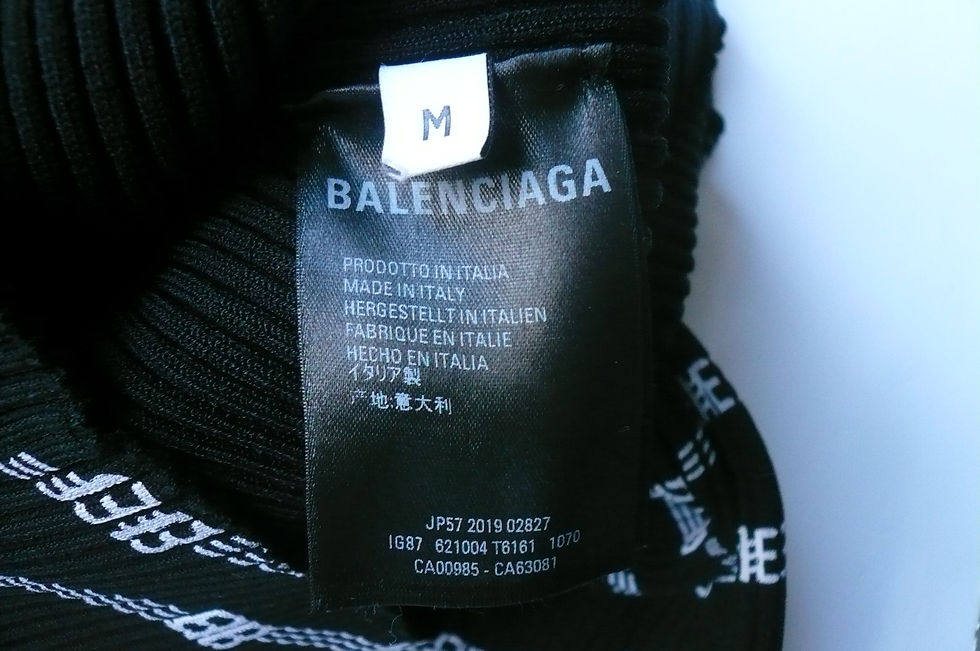 M
BALENCIAGA
PRODOTTO IN ITALIA
MADE IN ITALY
HERGESTELLT IN ITALIEN
FABRIQUE EN ITALIE
HECHO EN ITALIA
イタリア製
产地:意大利
JP57 2019 02827
IG87 621004 T6161 1070
CA00985 - CA63081